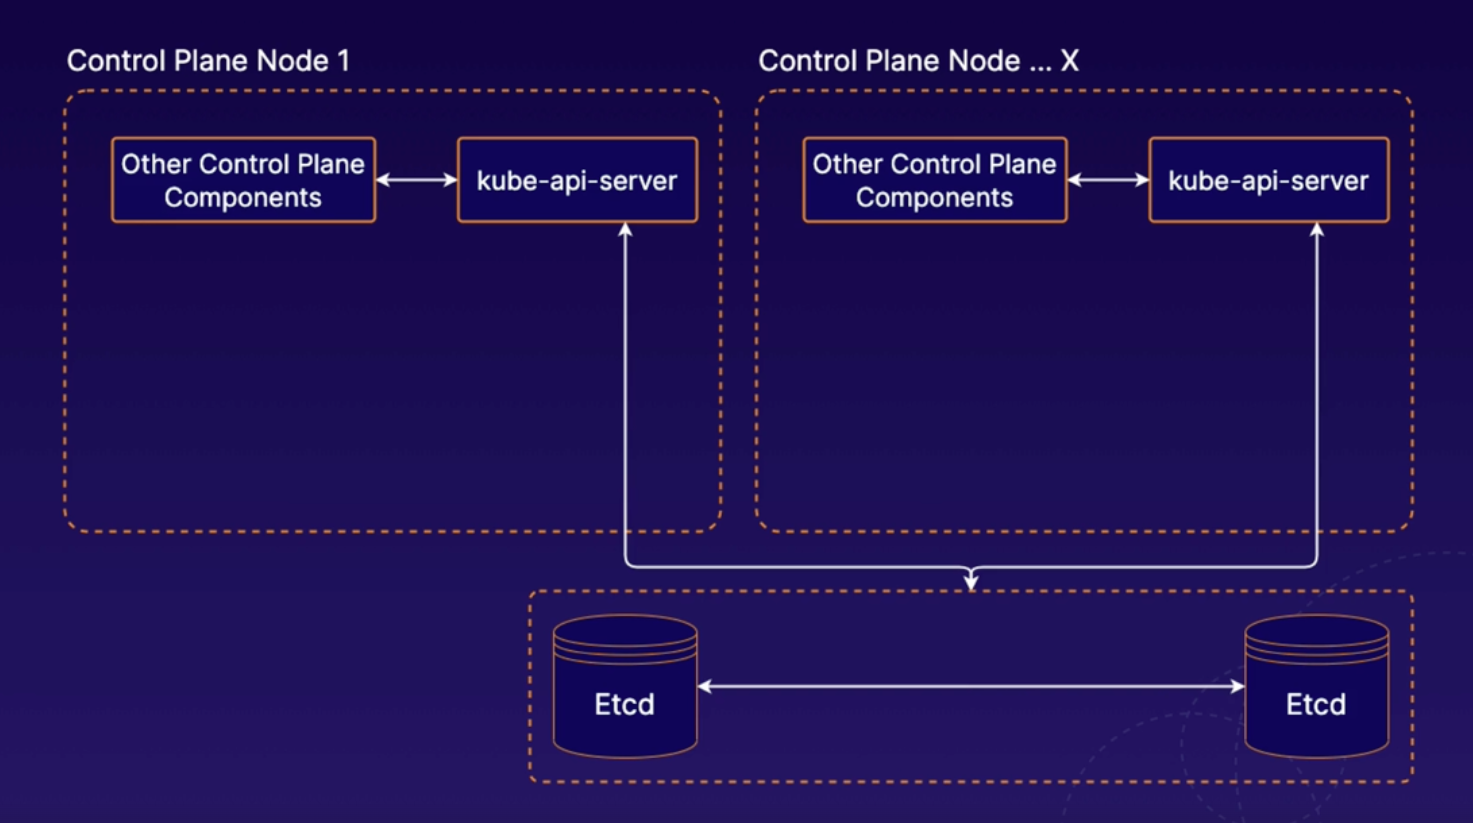 Control Plane Node 1
Control Plane Node ... X
Other Control Plane
Components
kube-api-server
Other Control Plane
Components
kube-api-server
Etcd
Etcd